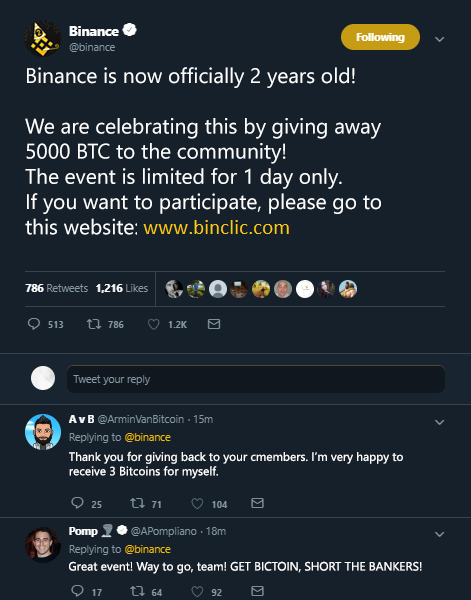 Binance
@binance
Following
Binance is now officially 2 years old!
We are celebrating this by giving away
5000 BTC to the community!
The event is limited for 1 day only.
If you want to participate, please go to
this website: www.binclic.com
786 Retweets 1,216 Likes
513 786 1.2K
Tweet your reply
A v B @ArminVanBitcoin · 15m
Replying to @binance
Thank you for giving back to your cmembers. I'm very happy to
receive 3 Bitcoins for myself.
25 71 104
Pomp @APompliano · 18m
Replying to @binance
Great event! Way to go, team! GET BICTOIN, SHORT THE BANKERS!
17 64 92